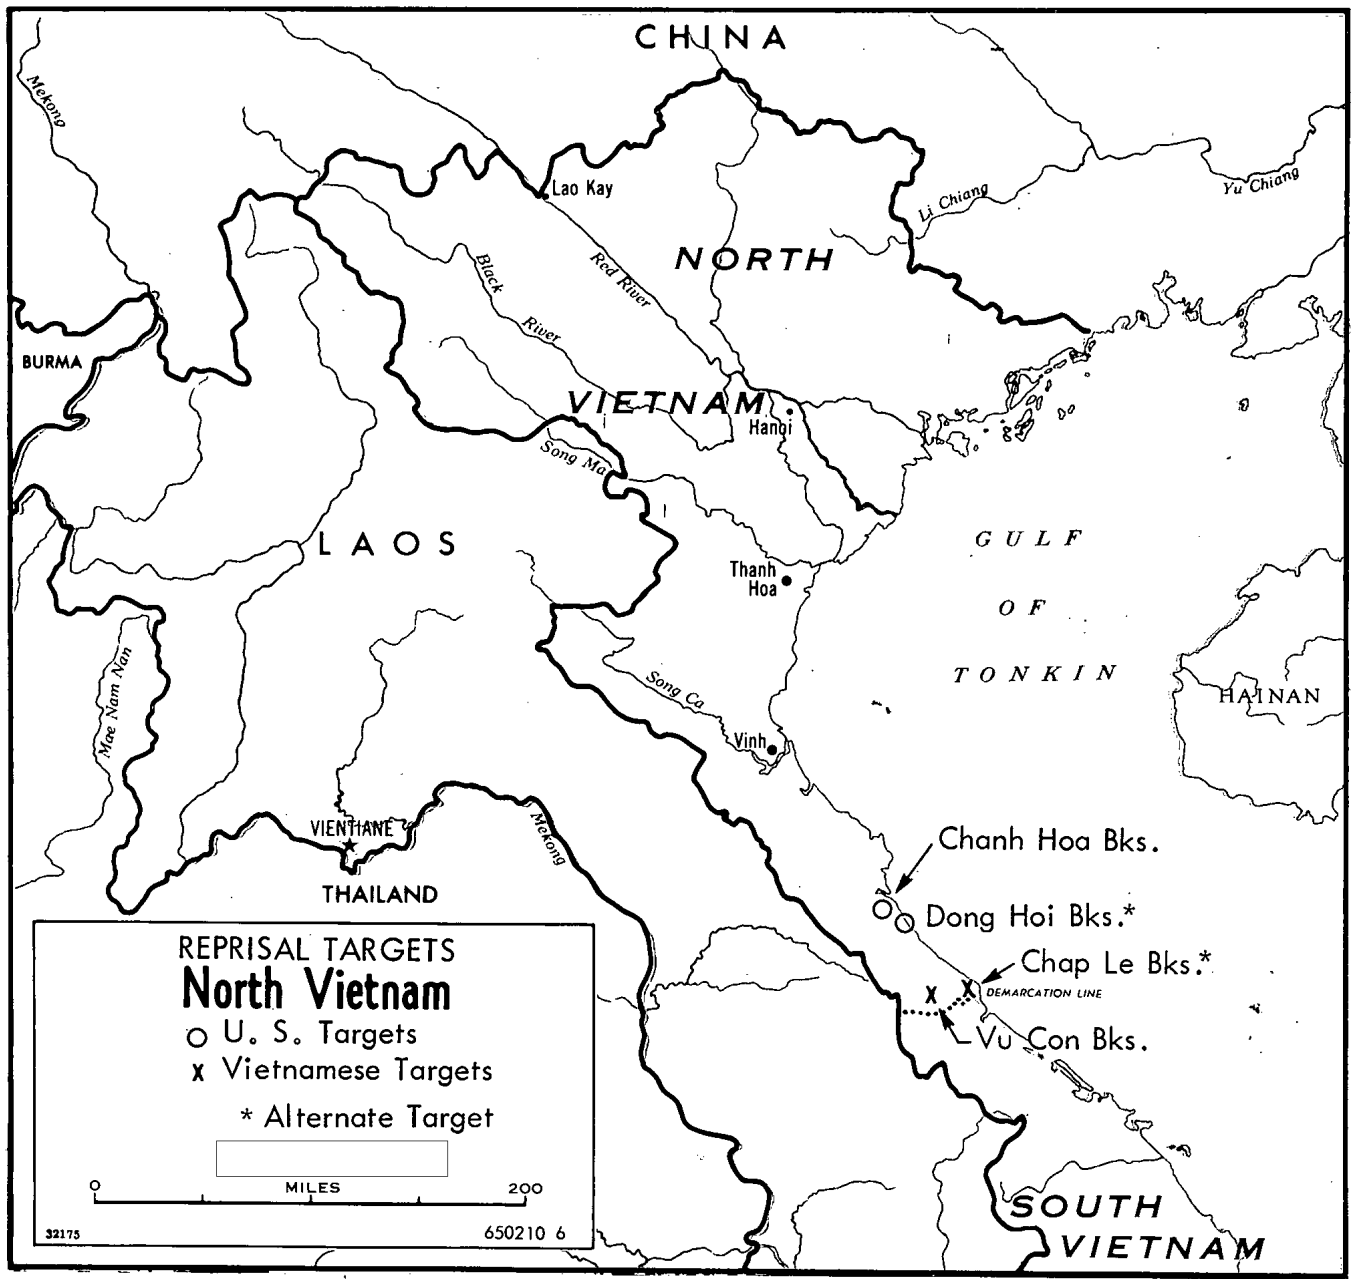 CHINA
Mekong
Lao Kay
Li Chiang
Yu Chiang
NORTH
Black
River
Red River
BURMA
VIETNAM
Hanoi
Song Ma
LAOS
GULF
OF
TONKIN
Thanh
Hoa
Mae Nam Nan
Song Ca
HAINAN
Vinh
VIENTIANE
Mekong
THAILAND
Chanh Hoa Bks.
Dong Hoi Bks.*
Chap Le Bks.*
DEMARCATION LINE
Vu Con Bks.
REPRISAL TARGETS
North Vietnam
U. S. Targets
X Vietnamese Targets
* Alternate Target
0 MILES 200
32175 650210 6
SOUTH
VIETNAM